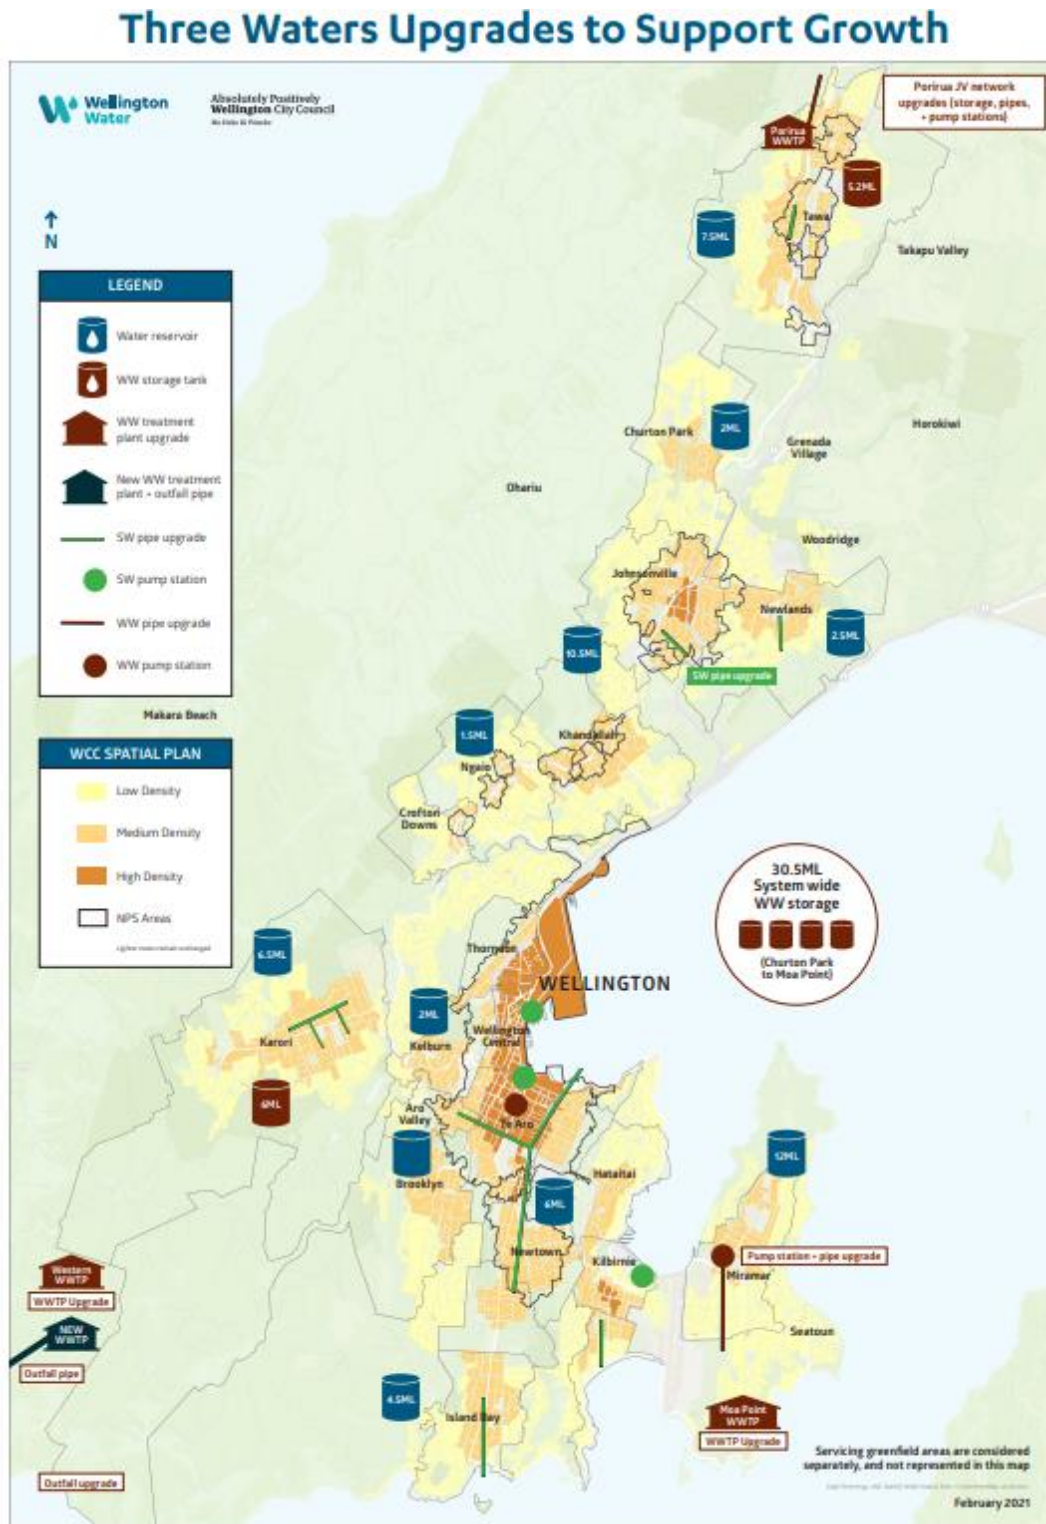 Three Waters Upgrades to Support Growth
Wellington
Water
Absolutely Positively
Wellington City Council
Me Heke Ki Pōneke
Porirua JV network
upgrades (storage, pipes,
+ pump stations)
Porirua
WWTP
5.2ML
Tawa
7.5ML
Takapu Valley
N
LEGEND
Water reservoir
WW storage tank
WW treatment
plant upgrade
New WW treatment
plant + outfall pipe
SW pipe upgrade
SW pump station
WW pipe upgrade
WW pump station
Churton Park
2ML
Grenada
Village
Horokiwi
Ohariu
Woodridge
Johnsonville
Newlands
2.5ML
10.5ML
SW pipe upgrade
Makara Beach
1.5ML
Khandallah
Ngaio
Crofton
Downs
WCC SPATIAL PLAN
Low Density
Medium Density
High Density
NPS Areas
30.5ML
System wide
WW storage
(Churton Park
to Moa Point)
6.5ML
Thorndon
WELLINGTON
2ML
Wellington
Central
Kelburn
Karori
6ML
Aro
Valley
Te Aro
12ML
Hataitai
Brooklyn
6ML
Newtown
Kilbirnie
Pump station + pipe upgrade
Miramar
Western
WWTP
WWTP Upgrade
NEW
WWTP
Outfall pipe
Seatoun
4.5ML
Island Bay
Moa Point
WWTP
WWTP Upgrade
Servicing greenfield areas are considered
separately, and not represented in this map
Outfall upgrade
February 2021